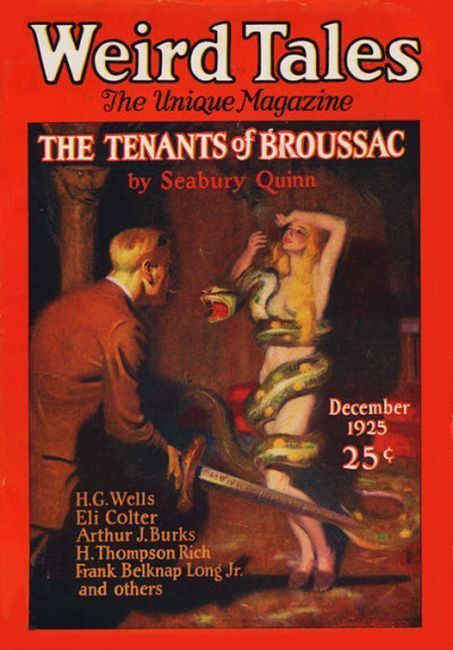 Weird Tales
The Unique Magazine
THE TENANTS of BROUSSAC
by Seabury Quinn
December
1925
25¢
H.G. Wells
Eli Colter
Arthur J. Burks
H. Thompson Rich
Frank Belknap Long Jr.
and others